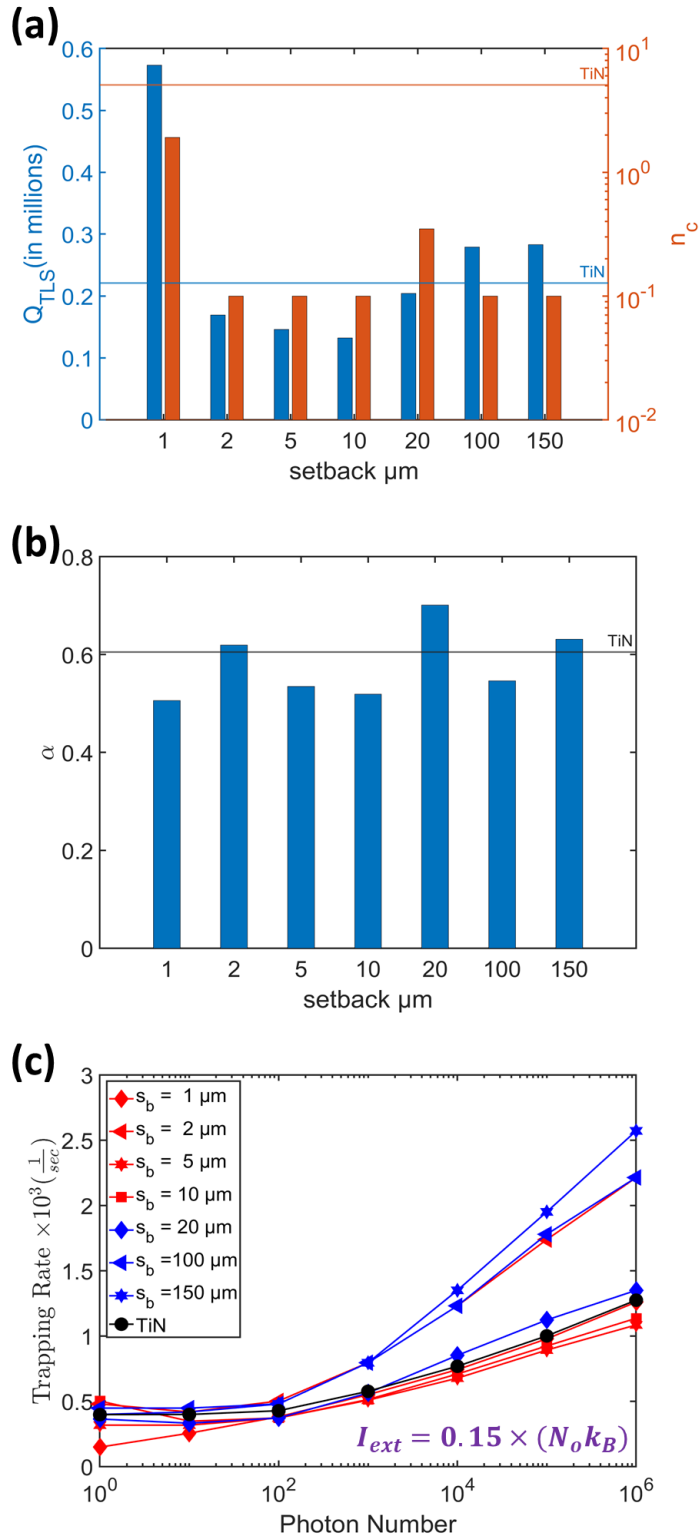 (a)
0.6
0.5
0.4
0.3
0.2
0.1
0
Q_TLS (in millions)
TiN
TiN
10^1
10^0
10^-1
10^-2
n_c
1 2 5 10 20 100 150
setback µm
(b)
0.8
0.6
0.4
0.2
0
α
TiN
1 2 5 10 20 100 150
setback µm
(c)
3
2.5
2
1.5
1
0.5
0
Trapping Rate ×10^3(1/sec)
s_b = 1 µm
s_b = 2 µm
s_b = 5 µm
s_b = 10 µm
s_b = 20 µm
s_b =100 µm
s_b =150 µm
TiN
I_ext = 0.15 × (N_o k_B)
10^0 10^2 10^4 10^6
Photon Number